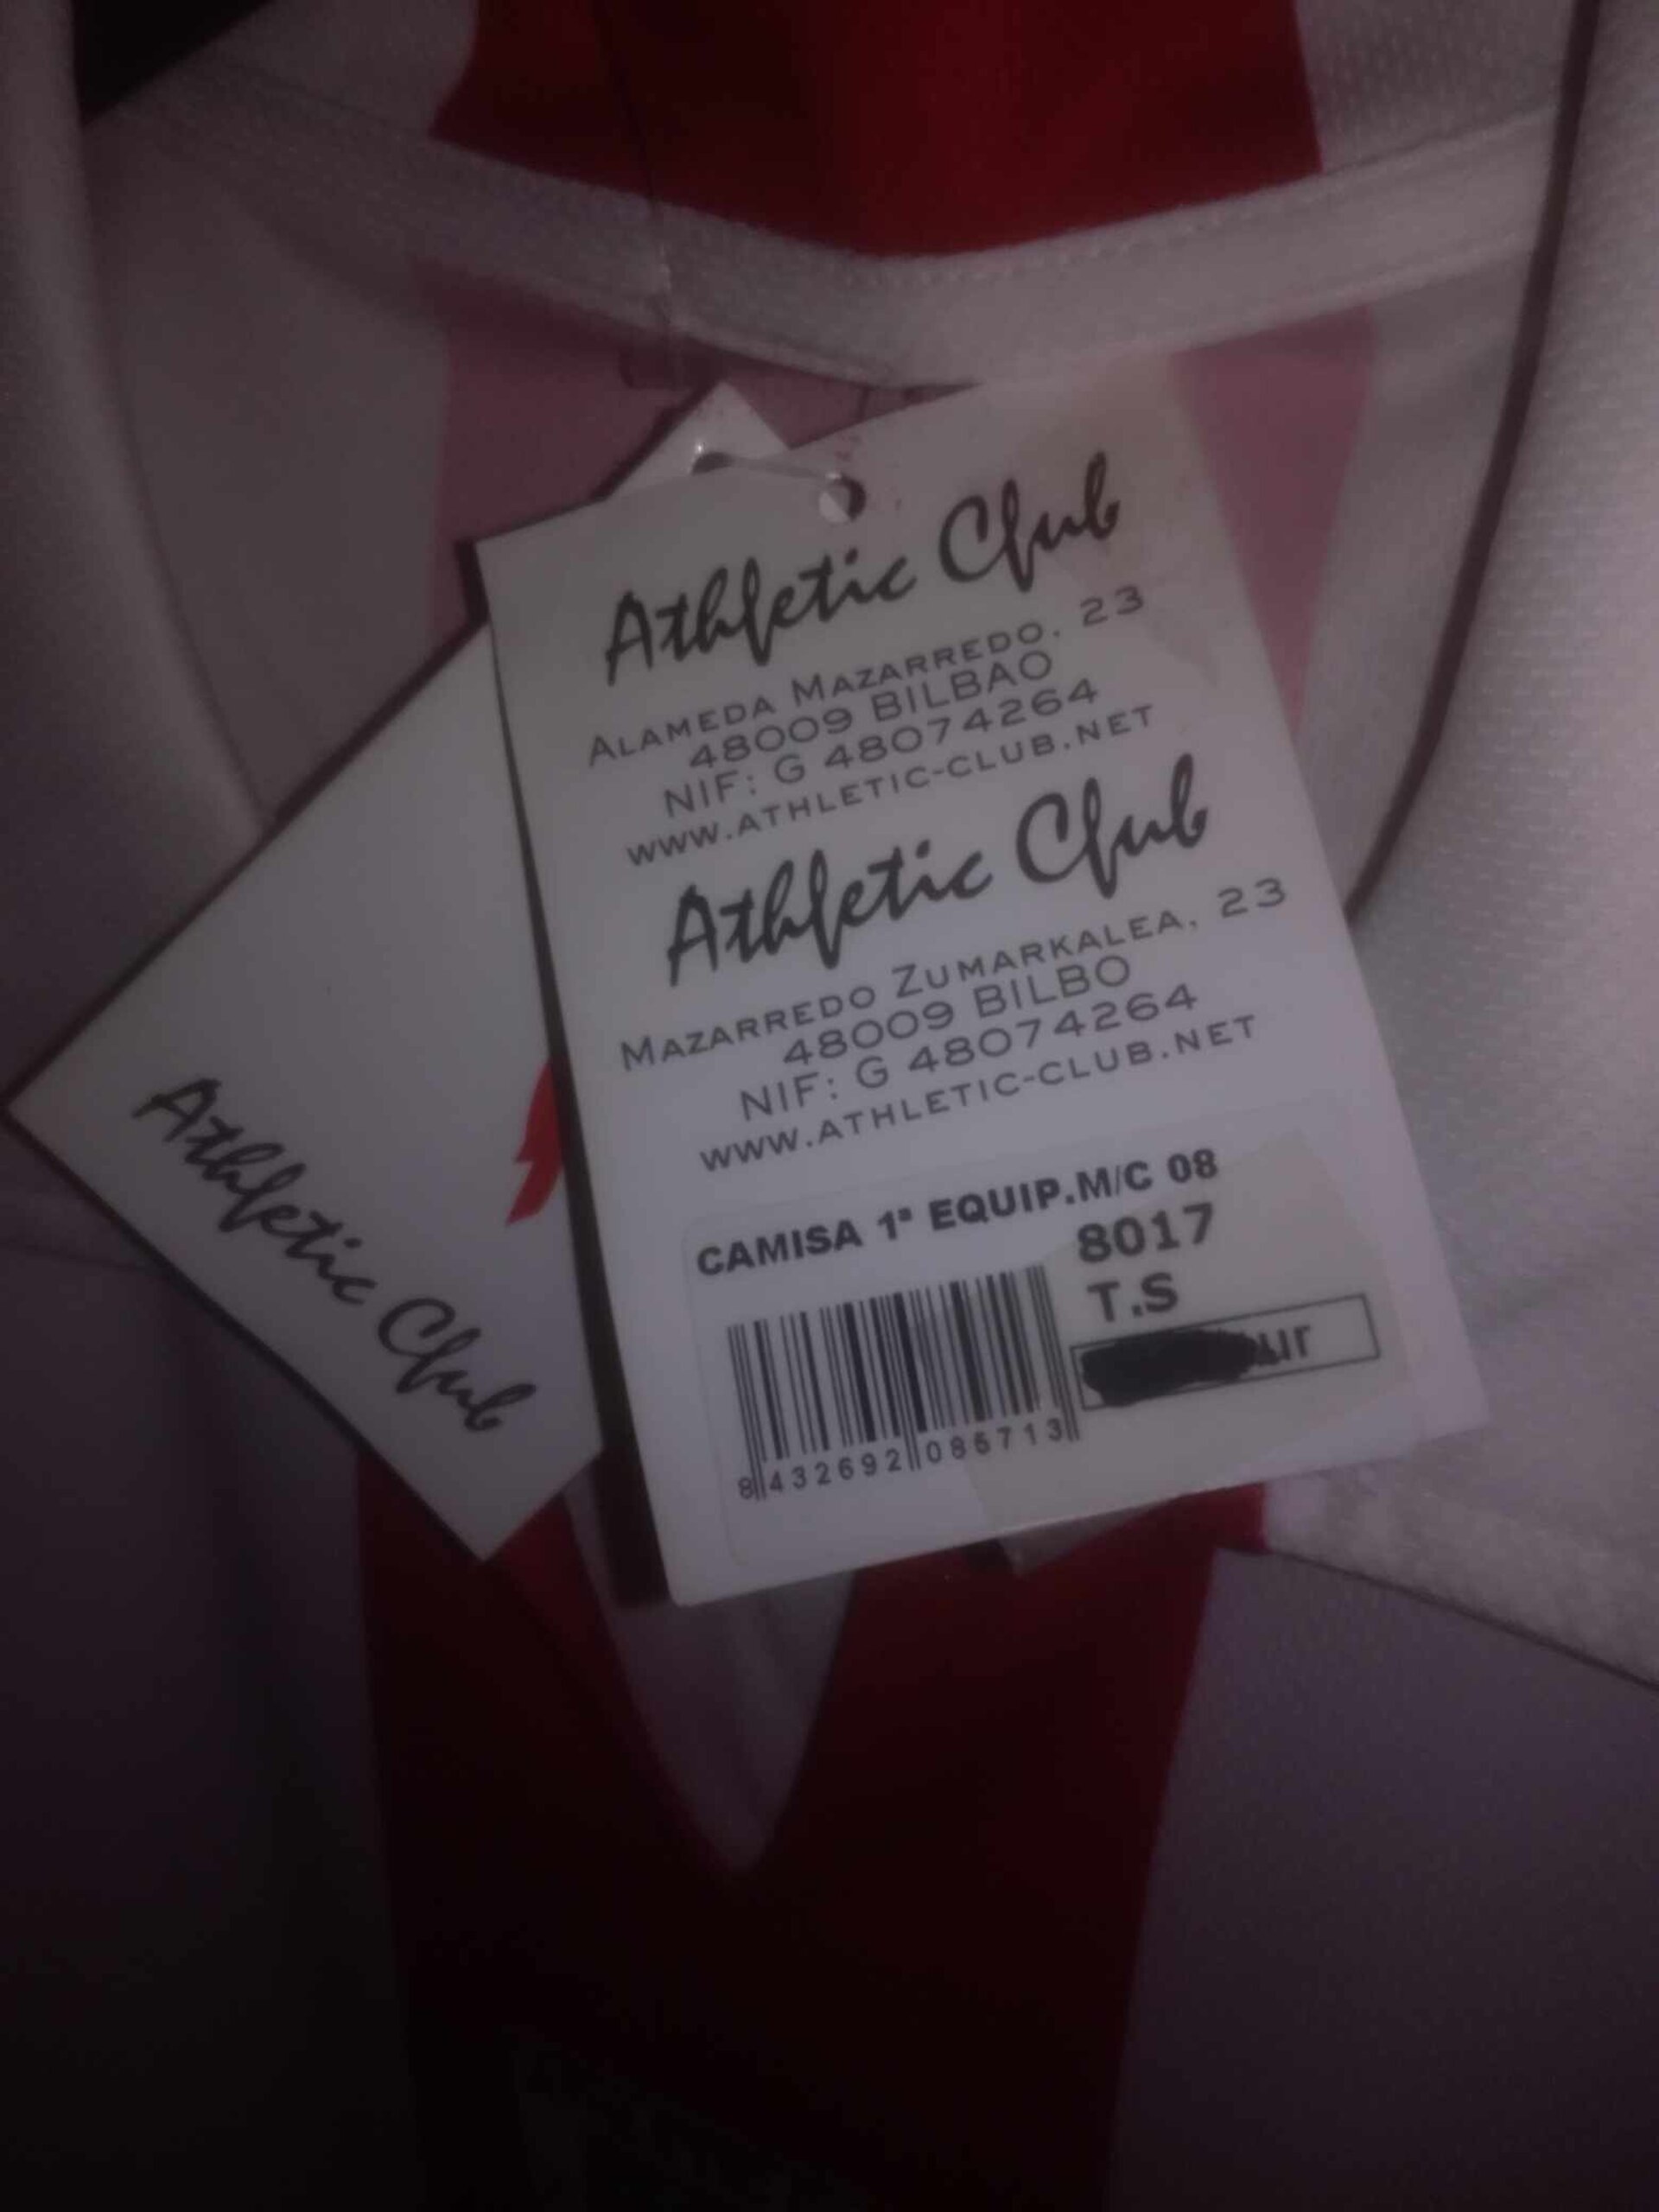 Athletic Club
ALAMEDA MAZARREDO, 23
48009 BILBAO
NIF: G 48074264
WWW.ATHLETIC-CLUB.NET
Athletic Club
MAZARREDO ZUMARKALEA, 23
48009 BILBO
NIF: G 48074264
WWW.ATHLETIC-CLUB.NET
CAMISA 1ª EQUIP.M/C 08
8017
T.S
8 432692 086713
Athletic Club